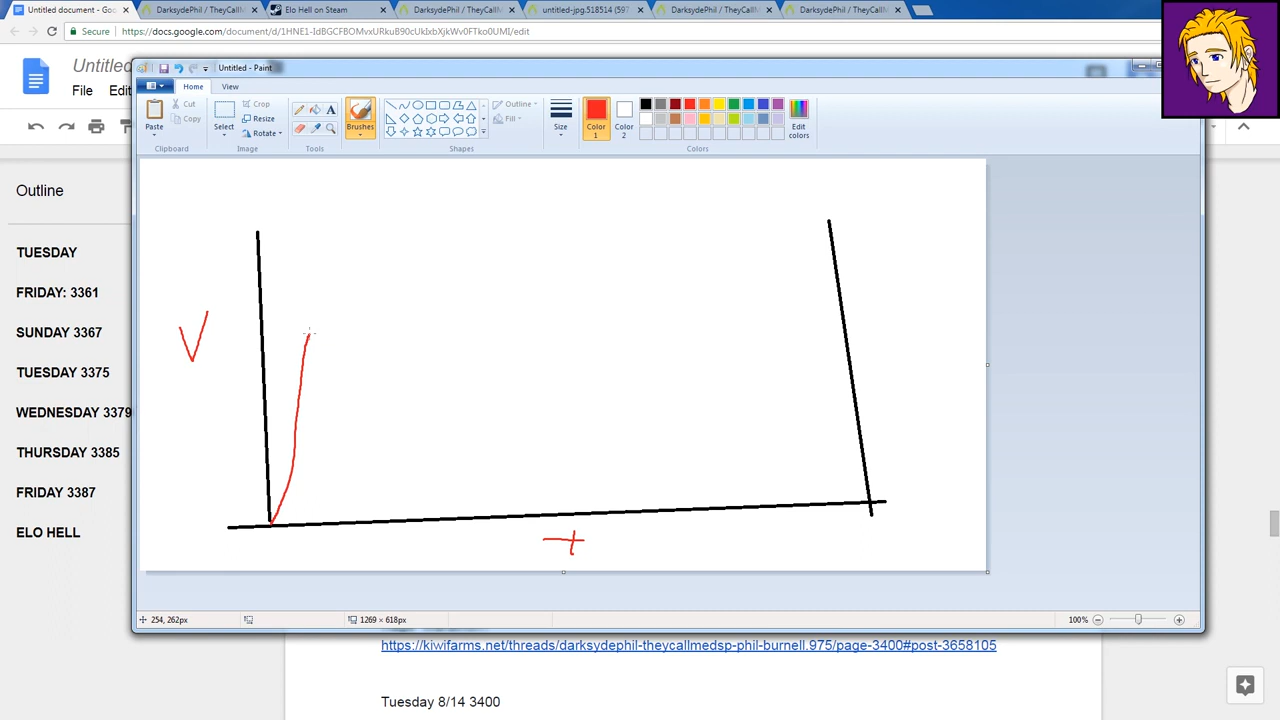 Untitled document - Goo
DarksydePhil / TheyCallM
Elo Hell on Steam
DarksydePhil / TheyCallM
untitled-jpg.518514 (597
DarksydePhil / TheyCallM
DarksydePhil / TheyCallM
Secure
https://docs.google.com/document/d/1HNE1-IdBGCFBOMvxURkuB90cUkIxbXjkWv0FTko0UMI/edit
Untitled
File Edit
Untitled - Paint
Home View
Paste
Cut
Copy
Clipboard
Select
Crop
Resize
Rotate
Image
A
Tools
Brushes
Outline
Fill
Shapes
Size
Color 1
Color 2
Edit colors
Colors
Outline
TUESDAY
FRIDAY: 3361
SUNDAY 3367
TUESDAY 3375
WEDNESDAY 3379
THURSDAY 3385
FRIDAY 3387
ELO HELL
V
t
254, 262px
1269 × 618px
100%
https://kiwifarms.net/threads/darksydephil-theycallmedsp-phil-burnell.975/page-3400#post-3658105
Tuesday 8/14 3400